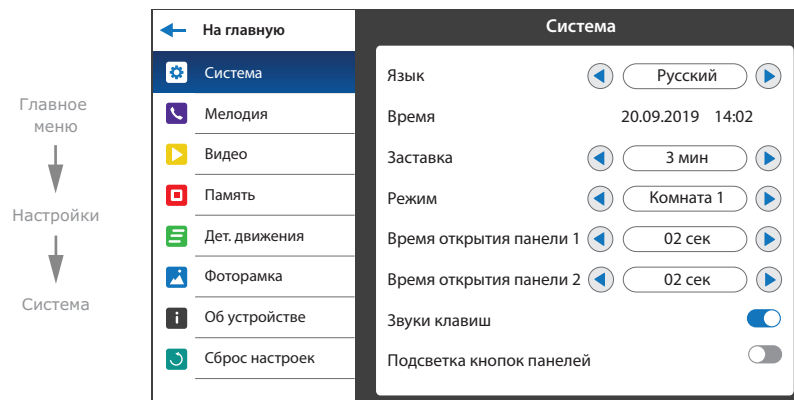 Главное
меню
Настройки
Система
На главную
Система
Мелодия
Видео
Память
Дет. движения
Фоторамка
Об устройстве
Сброс настроек
Система
Язык Русский
Время 20.09.2019 14:02
Заставка 3 мин
Режим Комната 1
Время открытия панели 1 02 сек
Время открытия панели 2 02 сек
Звуки клавиш
Подсветка кнопок панелей